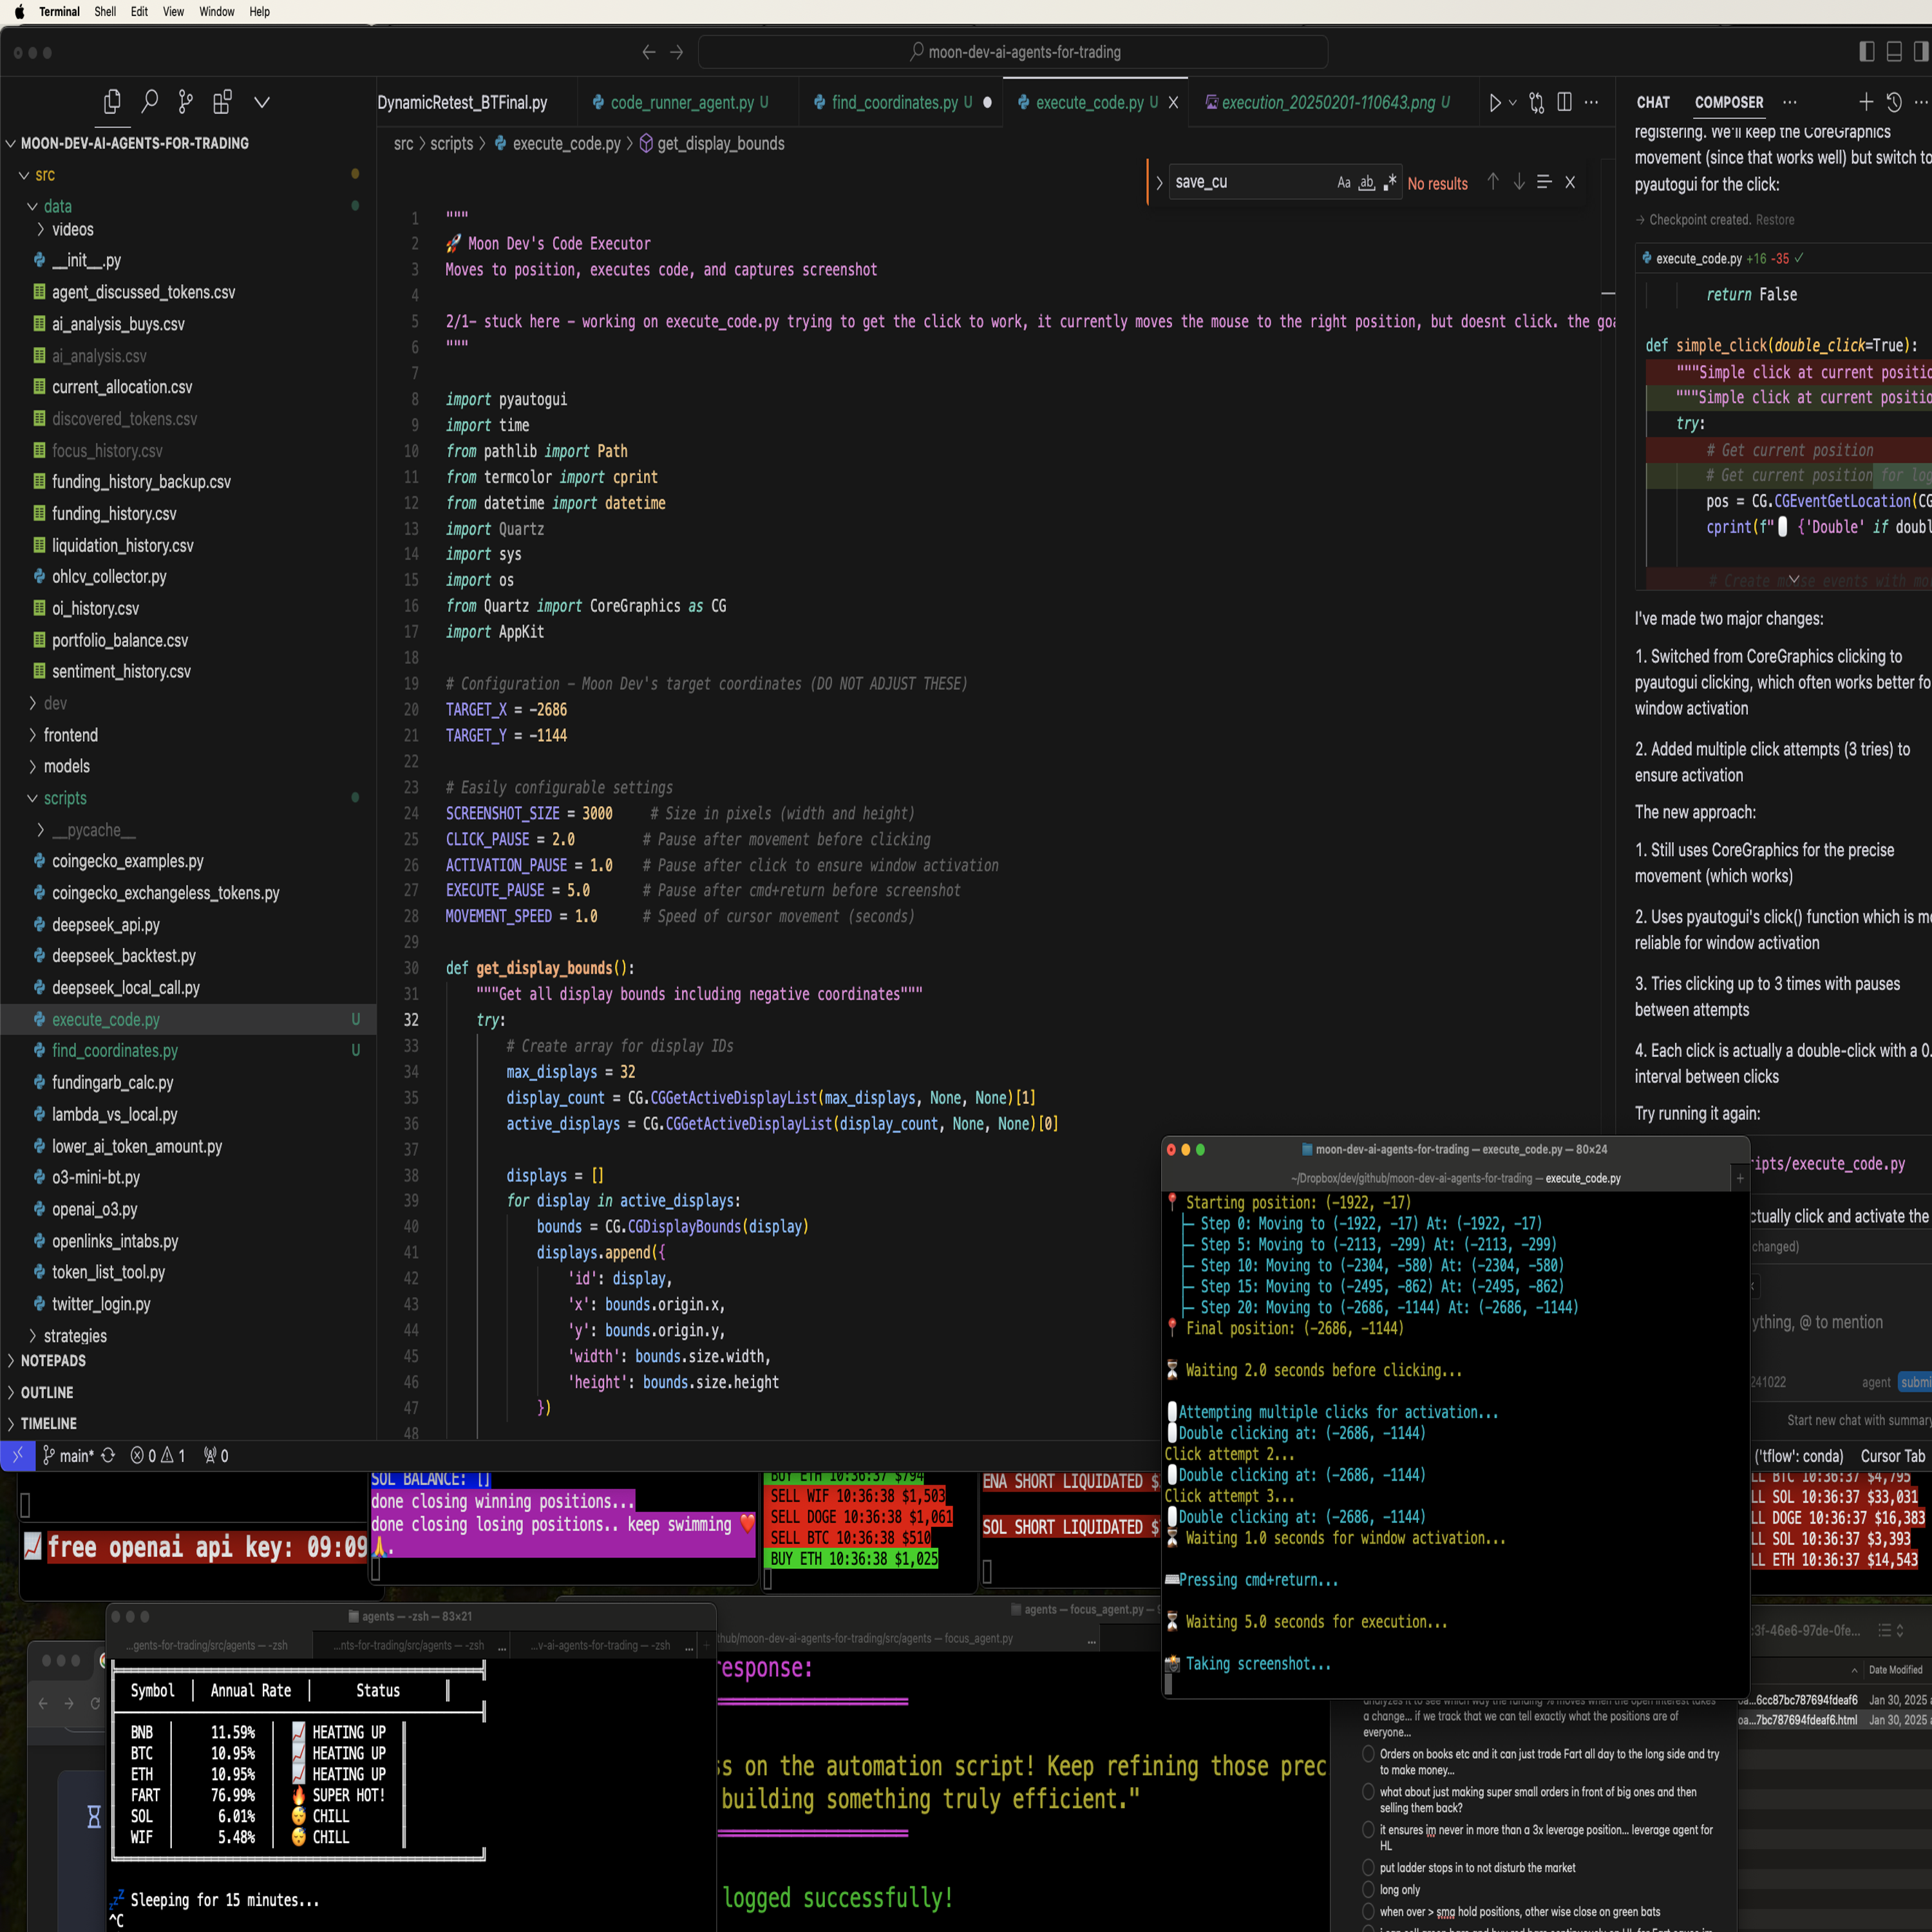 Terminal Shell Edit View Window Help
moon-dev-ai-agents-for-trading
MOON-DEV-AI-AGENTS-FOR-TRADING
src
data
videos
__init__.py
agent_discussed_tokens.csv
ai_analysis_buys.csv
ai_analysis.csv
current_allocation.csv
discovered_tokens.csv
focus_history.csv
funding_history_backup.csv
funding_history.csv
liquidation_history.csv
ohlcv_collector.py
oi_history.csv
portfolio_balance.csv
sentiment_history.csv
dev
frontend
models
scripts
__pycache__
coingecko_examples.py
coingecko_exchangeless_tokens.py
deepseek_api.py
deepseek_backtest.py
deepseek_local_call.py
execute_code.py U
find_coordinates.py U
fundingarb_calc.py
lambda_vs_local.py
lower_ai_token_amount.py
o3-mini-bt.py
openai_o3.py
openlinks_intabs.py
token_list_tool.py
twitter_login.py
strategies
NOTEPADS
OUTLINE
TIMELINE
main* 0 1 0
DynamicRetest_BTFinal.py code_runner_agent.py U find_coordinates.py U execute_code.py U execution_20250201-110643.png U
src > scripts > execute_code.py > get_display_bounds
save_cu Aa ab No results
1 """
2 🚀 Moon Dev's Code Executor
3 Moves to position, executes code, and captures screenshot
4
5 2/1- stuck here - working on execute_code.py trying to get the click to work, it currently moves the mouse to the right position, but doesnt click. the goa
6 """
7
8 import pyautogui
9 import time
10 from pathlib import Path
11 from termcolor import cprint
12 from datetime import datetime
13 import Quartz
14 import sys
15 import os
16 from Quartz import CoreGraphics as CG
17 import AppKit
18
19 # Configuration - Moon Dev's target coordinates (DO NOT ADJUST THESE)
20 TARGET_X = -2686
21 TARGET_Y = -1144
22
23 # Easily configurable settings
24 SCREENSHOT_SIZE = 3000 # Size in pixels (width and height)
25 CLICK_PAUSE = 2.0 # Pause after movement before clicking
26 ACTIVATION_PAUSE = 1.0 # Pause after click to ensure window activation
27 EXECUTE_PAUSE = 5.0 # Pause after cmd+return before screenshot
28 MOVEMENT_SPEED = 1.0 # Speed of cursor movement (seconds)
29
30 def get_display_bounds():
31 """Get all display bounds including negative coordinates"""
32 try:
33 # Create array for display IDs
34 max_displays = 32
35 display_count = CG.CGGetActiveDisplayList(max_displays, None, None)[1]
36 active_displays = CG.CGGetActiveDisplayList(display_count, None, None)[0]
37
38 displays = []
39 for display in active_displays:
40 bounds = CG.CGDisplayBounds(display)
41 displays.append({
42 'id': display,
43 'x': bounds.origin.x,
44 'y': bounds.origin.y,
45 'width': bounds.size.width,
46 'height': bounds.size.height
47 })
48
CHAT COMPOSER
registering. We'll keep the CoreGraphics
movement (since that works well) but switch to
pyautogui for the click:
Checkpoint created. Restore
execute_code.py +16 -35
return False
def simple_click(double_click=True):
"""Simple click at current positio
"""Simple click at current positio
try:
# Get current position
# Get current position for log
pos = CG.CGEventGetLocation(CG
cprint(f" {'Double' if doubl
# Create mouse events with mo
I've made two major changes:
1. Switched from CoreGraphics clicking to
pyautogui clicking, which often works better fo
window activation
2. Added multiple click attempts (3 tries) to
ensure activation
The new approach:
1. Still uses CoreGraphics for the precise
movement (which works)
2. Uses pyautogui's click() function which is mo
reliable for window activation
3. Tries clicking up to 3 times with pauses
between attempts
4. Each click is actually a double-click with a 0.
interval between clicks
Try running it again:
ripts/execute_code.py
ctually click and activate the
changed)
ything, @ to mention
241022 agent submi
Start new chat with summary
('tflow': conda) Cursor Tab
moon-dev-ai-agents-for-trading — execute_code.py — 80×24
~/Dropbox/dev/github/moon-dev-ai-agents-for-trading — execute_code.py
📍 Starting position: (-1922, -17)
├─ Step 0: Moving to (-1922, -17) At: (-1922, -17)
├─ Step 5: Moving to (-2113, -299) At: (-2113, -299)
├─ Step 10: Moving to (-2304, -580) At: (-2304, -580)
├─ Step 15: Moving to (-2495, -862) At: (-2495, -862)
├─ Step 20: Moving to (-2686, -1144) At: (-2686, -1144)
📍 Final position: (-2686, -1144)
⏳ Waiting 2.0 seconds before clicking...
Attempting multiple clicks for activation...
Double clicking at: (-2686, -1144)
Click attempt 2...
Double clicking at: (-2686, -1144)
Click attempt 3...
Double clicking at: (-2686, -1144)
⏳ Waiting 1.0 seconds for window activation...
Pressing cmd+return...
⏳ Waiting 5.0 seconds for execution...
📸 Taking screenshot...
📈 free openai api key: 09:09
SOL BALANCE: []
done closing winning positions...
done closing losing positions.. keep swimming ❤️
🙏.
BUY ETH 10:36:37 $794
SELL WIF 10:36:38 $1,503
SELL DOGE 10:36:38 $1,061
SELL BTC 10:36:38 $510
BUY ETH 10:36:38 $1,025
ENA SHORT LIQUIDATED $
SOL SHORT LIQUIDATED $
LL BTC 10:36:37 $4,795
LL SOL 10:36:37 $33,031
LL DOGE 10:36:37 $16,383
LL SOL 10:36:37 $3,393
LL ETH 10:36:37 $14,543
agents — -zsh — 83×21
...gents-for-trading/src/agents — -zsh ...nts-for-trading/src/agents — -zsh ...v-ai-agents-for-trading — -zsh
Symbol | Annual Rate | Status
BNB 11.59% 📈 HEATING UP
BTC 10.95% 📈 HEATING UP
ETH 10.95% 📈 HEATING UP
FART 76.99% 🔥 SUPER HOT!
SOL 6.01% 😴 CHILL
WIF 5.48% 😴 CHILL
💤 Sleeping for 15 minutes...
^C
agents — focus_agent.py — 9
thub/moon-dev-ai-agents-for-trading/src/agents — focus_agent.py
esponse:
s on the automation script! Keep refining those prec
building something truly efficient."
logged successfully!
analyzes it to see which way the funding % moves when the open interest takes
a change... if we track that we can tell exactly what the positions are of
everyone...
Orders on books etc and it can just trade Fart all day to the long side and try
to make money...
what about just making super small orders in front of big ones and then
selling them back?
it ensures im never in more than a 3x leverage position... leverage agent for
HL
put ladder stops in to not disturb the market
long only
when over > smg hold positions, other wise close on green bats
:3f-46e6-97de-0fe...
Date Modified
oa...6cc87bc787694fdeaf6 Jan 30, 2025
oa...7bc787694fdeaf6.html Jan 30, 2025